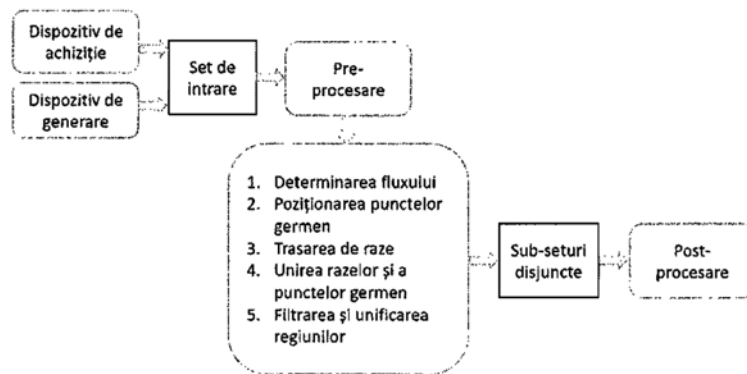 Dispozitiv de
achiziție
Dispozitiv de
generare
Set de
intrare
Pre-
procesare
1. Determinarea fluxului
2. Poziționarea punctelor
germen
3. Trasarea de raze
4. Unirea razelor și a
punctelor germen
5. Filtrarea și unificarea
regiunilor
Sub-seturi
disjuncte
Post-
procesare